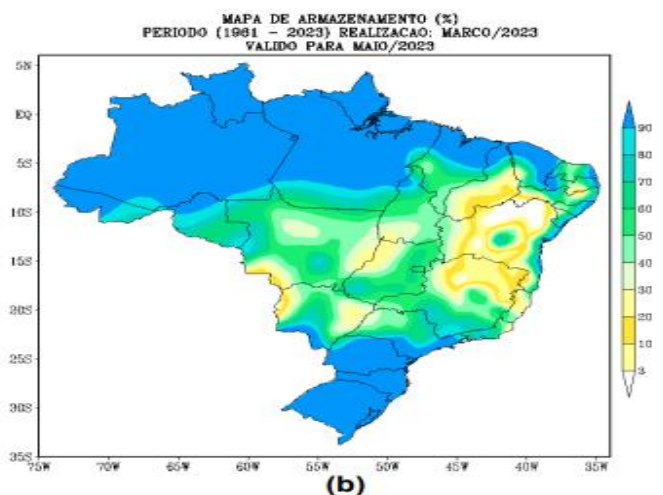 MAPA DE ARMAZENAMENTO (%)
PERIODO (1961 - 2023) REALIZACAO: MARCO/2023
VALIDO PARA MAIO/2023
5N
EQ
5S
10S
15S
20S
25S
30S
35S
75W
70W
65W
60W
55W
50W
45W
40W
35W
90
80
70
60
50
40
30
20
10
3
(b)